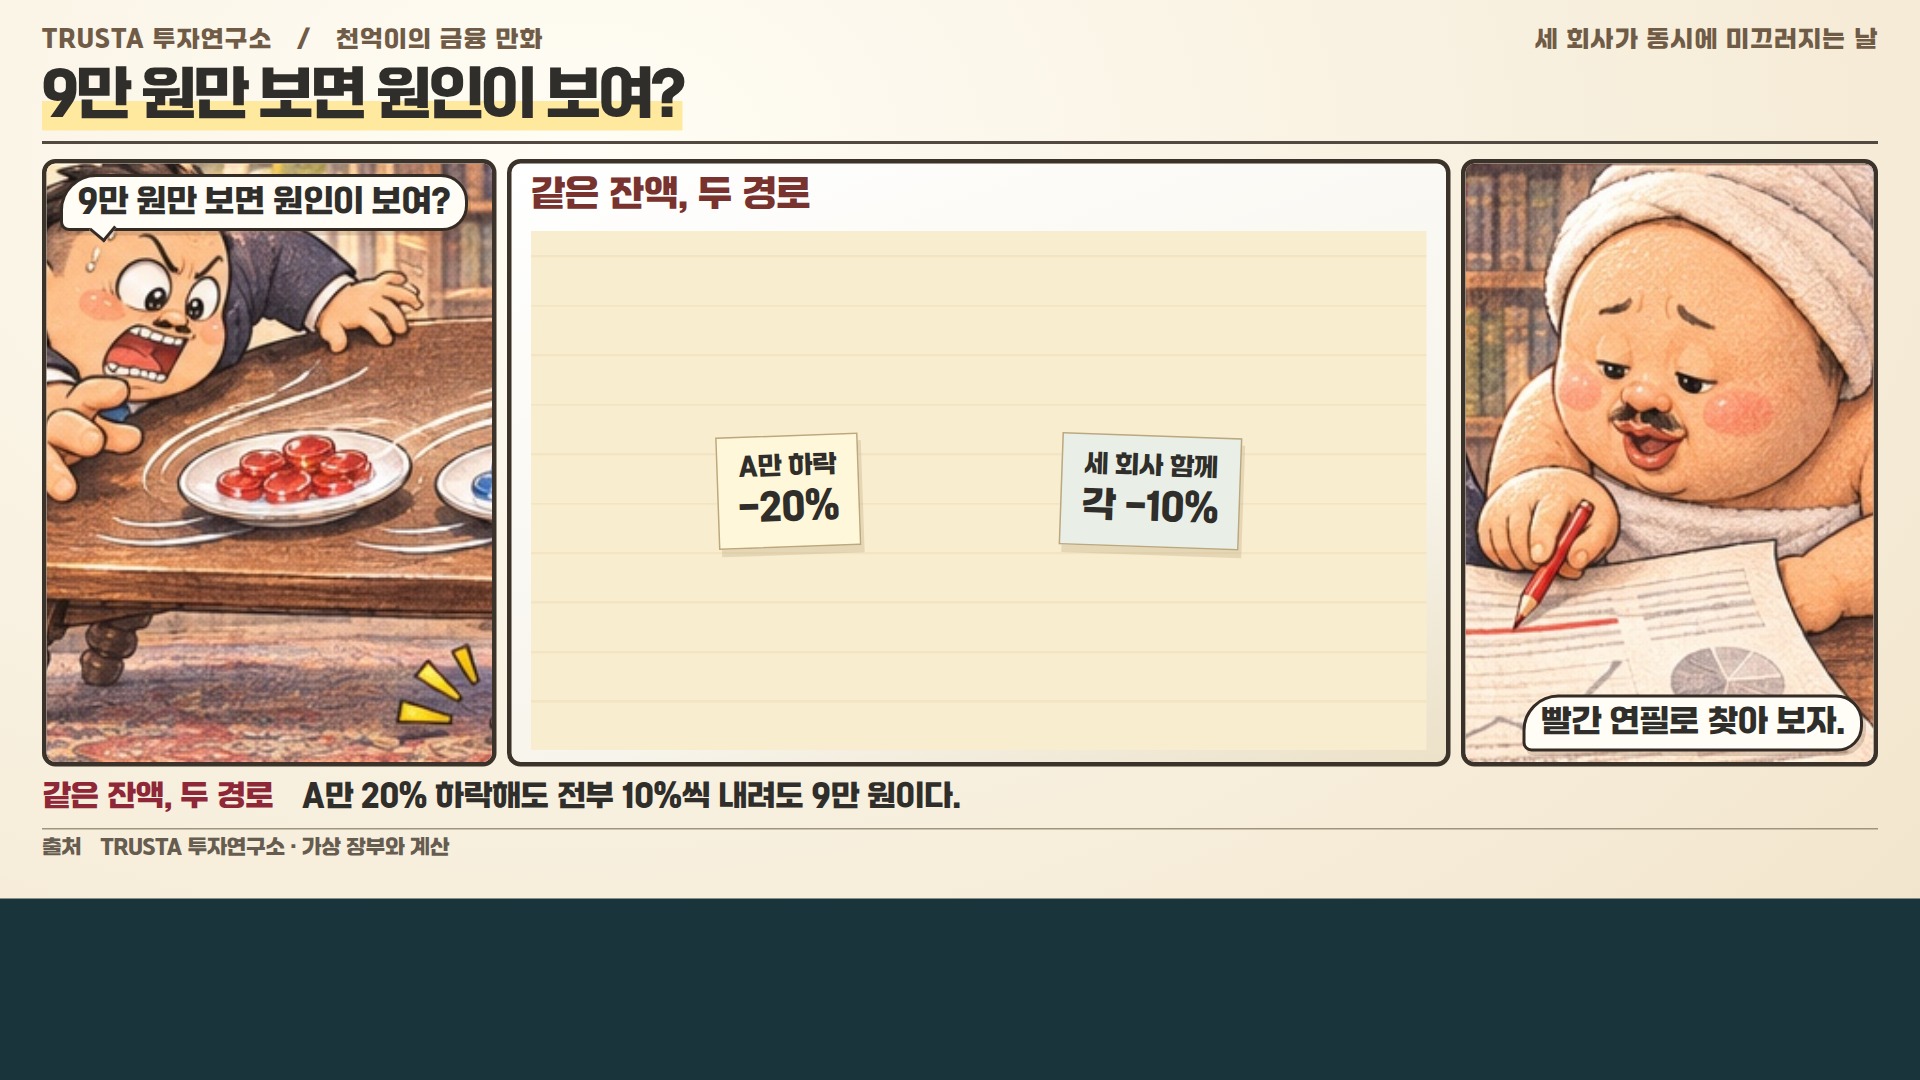 TRUSTA 투자연구소 / 천억이의 금융 만화
세 회사가 동시에 미끄러지는 날
9만 원만 보면 원인이 보여?
9만 원만 보면 원인이 보여?
같은 잔액, 두 경로
A만 하락
−20%
세 회사 함께
각 −10%
빨간 연필로 찾아 보자.
같은 잔액, 두 경로 A만 20% 하락해도 전부 10%씩 내려도 9만 원이다.
출처 TRUSTA 투자연구소 · 가상 장부와 계산